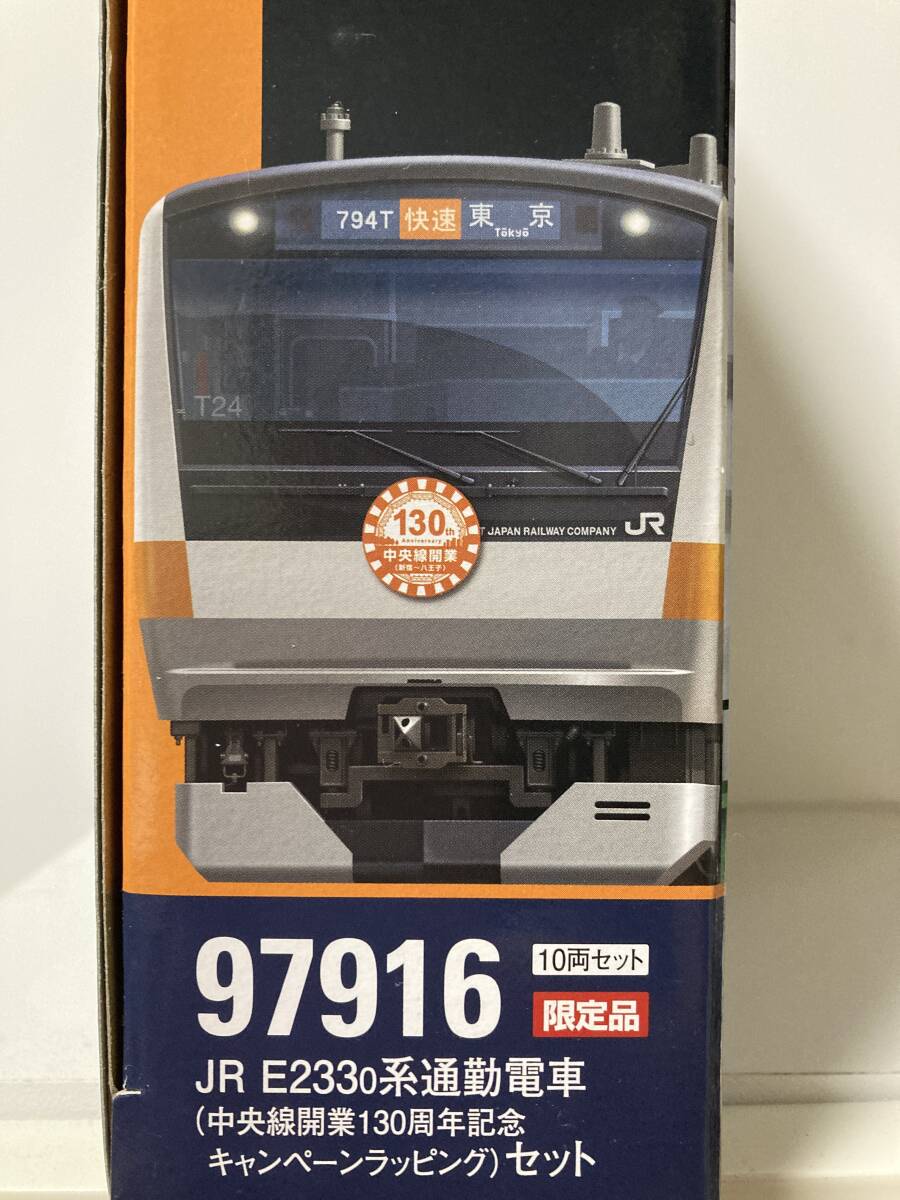 794T 快速 東京
Tōkyō
T24
130th
Anniversary
中央線開業
(新宿〜八王子)
T JAPAN RAILWAY COMPANY JR
97916
10両セット
限定品
JR E2330系通勤電車
(中央線開業130周年記念
キャンペーンラッピング)セット